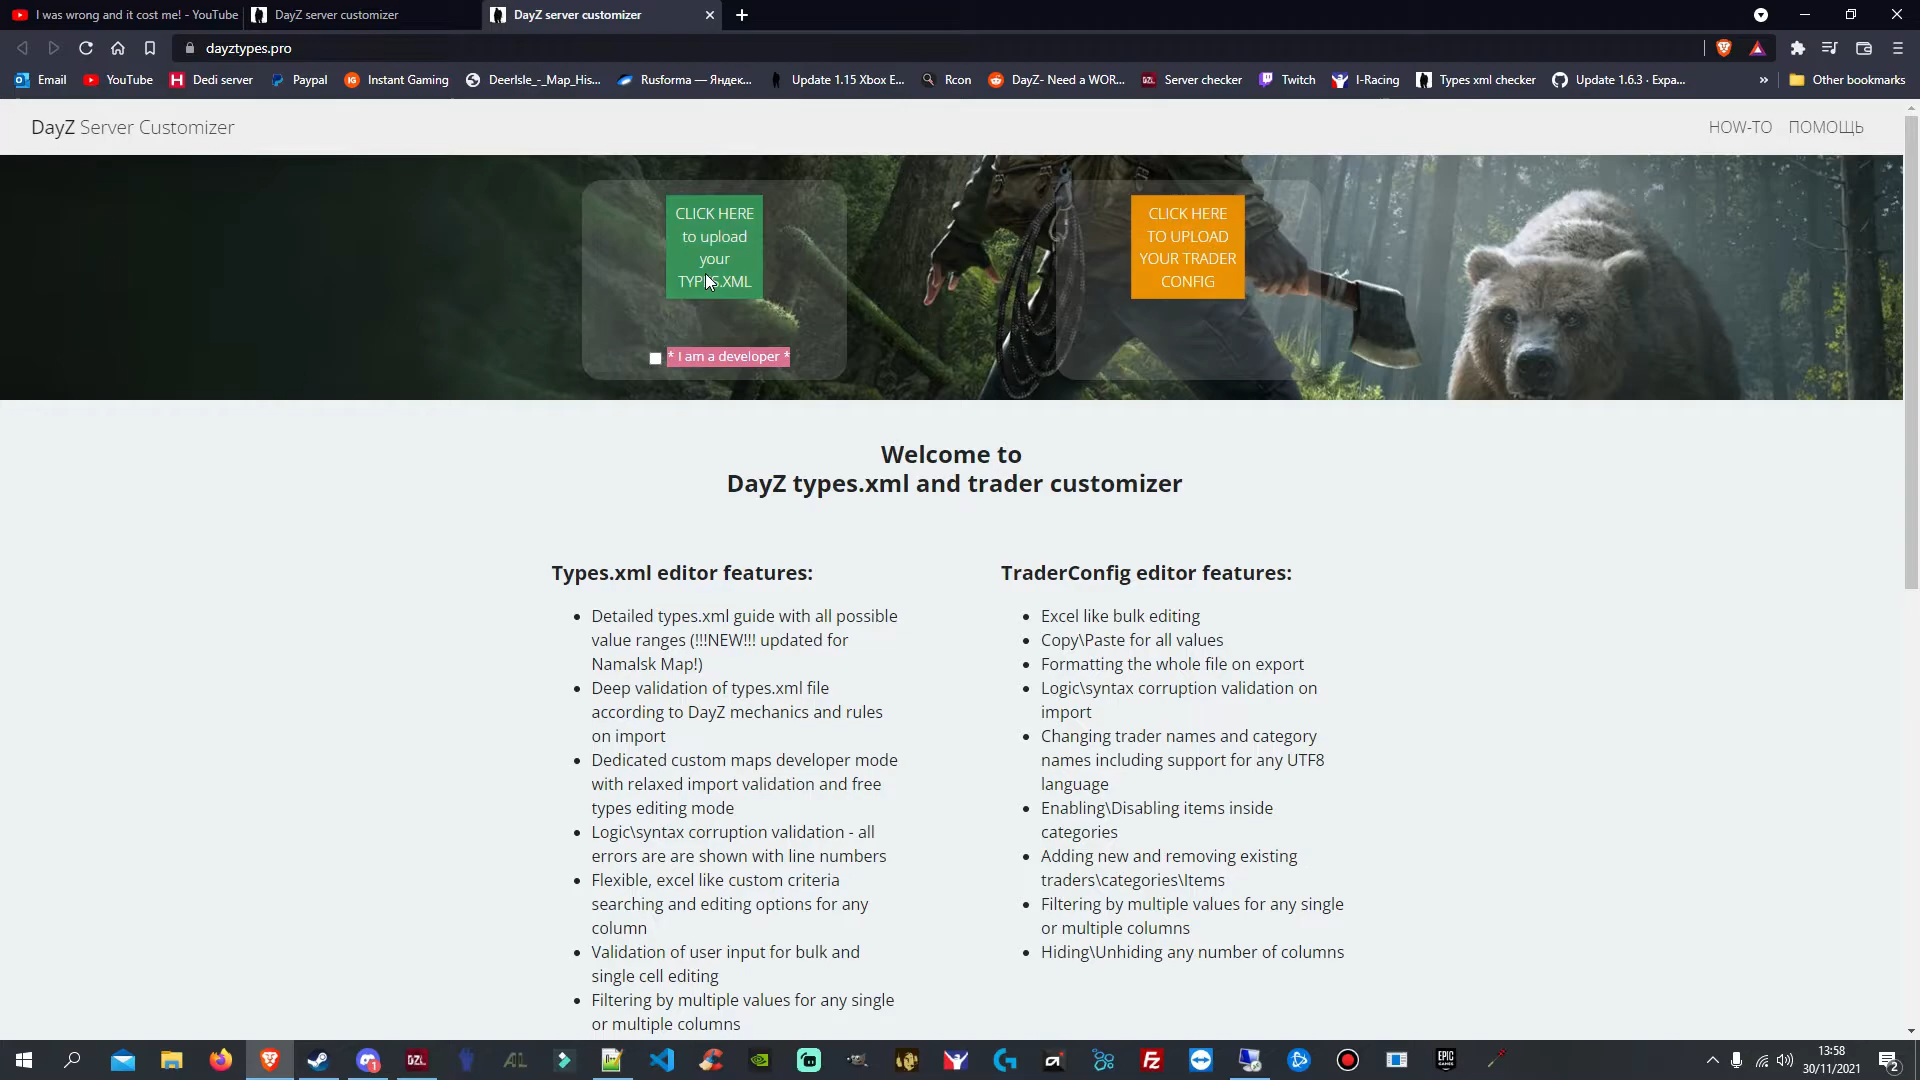 I was wrong and it cost me! - YouTube
DayZ server customizer
DayZ server customizer
dayztypes.pro
Email
YouTube
Dedi server
Paypal
Instant Gaming
DeerIsle_-_Map_His...
Rusforma — Яндек...
Update 1.15 Xbox E...
Rcon
DayZ- Need a WOR...
Server checker
Twitch
I-Racing
Types xml checker
Update 1.6.3 · Expa...
Other bookmarks
DayZ Server Customizer
HOW-TO
ПОМОЩЬ
CLICK HERE
to upload
your
TYPES.XML
* I am a developer *
CLICK HERE
TO UPLOAD
YOUR TRADER
CONFIG
Welcome to
DayZ types.xml and trader customizer
Types.xml editor features:
Detailed types.xml guide with all possible
value ranges (!!!NEW!!! updated for
Namalsk Map!)
Deep validation of types.xml file
according to DayZ mechanics and rules
on import
Dedicated custom maps developer mode
with relaxed import validation and free
types editing mode
Logic\syntax corruption validation - all
errors are are shown with line numbers
Flexible, excel like custom criteria
searching and editing options for any
column
Validation of user input for bulk and
single cell editing
Filtering by multiple values for any single
or multiple columns
TraderConfig editor features:
Excel like bulk editing
Copy\Paste for all values
Formatting the whole file on export
Logic\syntax corruption validation on
import
Changing trader names and category
names including support for any UTF8
language
Enabling\Disabling items inside
categories
Adding new and removing existing
traders\categories\Items
Filtering by multiple values for any single
or multiple columns
Hiding\Unhiding any number of columns
13:58
30/11/2021